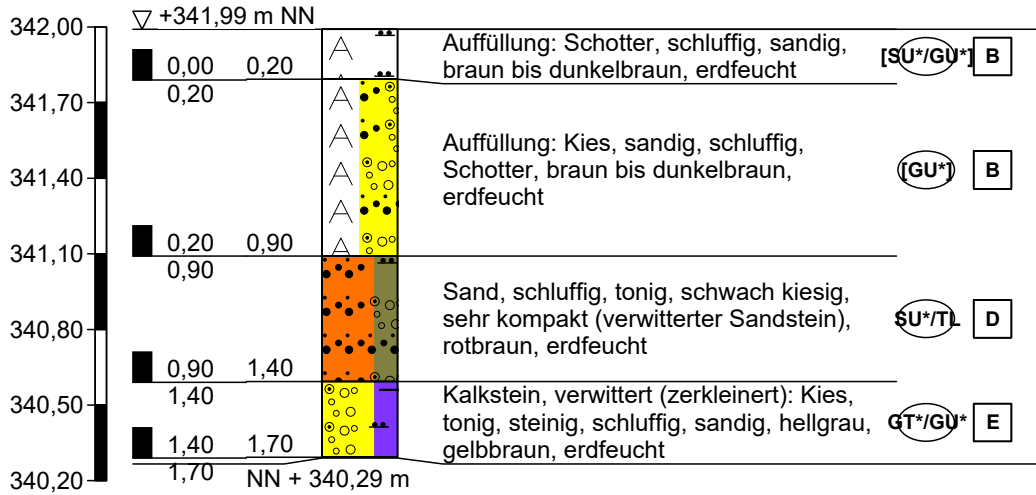 342,00
▽ +341,99 m NN
0,00 0,20
Auffüllung: Schotter, schluffig, sandig,
braun bis dunkelbraun, erdfeucht
[SU*/GU*] B
0,20
341,70
341,40
Auffüllung: Kies, sandig, schluffig,
Schotter, braun bis dunkelbraun,
erdfeucht
[GU*] B
341,10
0,20 0,90
0,90
340,80
Sand, schluffig, tonig, schwach kiesig,
sehr kompakt (verwitterter Sandstein),
rotbraun, erdfeucht
SU*/TL D
0,90 1,40
1,40
340,50
Kalkstein, verwittert (zerkleinert): Kies,
tonig, steinig, schluffig, sandig, hellgrau,
gelbbraun, erdfeucht
GT*/GU* E
1,40 1,70
1,70
340,20
NN + 340,29 m